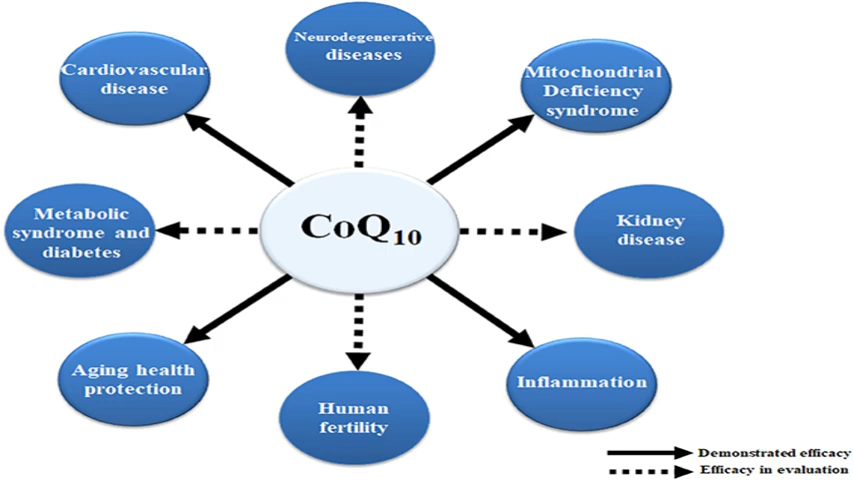 Neurodegenerative
diseases
Cardiovascular
disease
Mitochondrial
Deficiency
syndrome
Metabolic
syndrome and
diabetes
CoQ10
Kidney
disease
Aging health
protection
Human
fertility
Inflammation
Demonstrated efficacy
Efficacy in evaluation